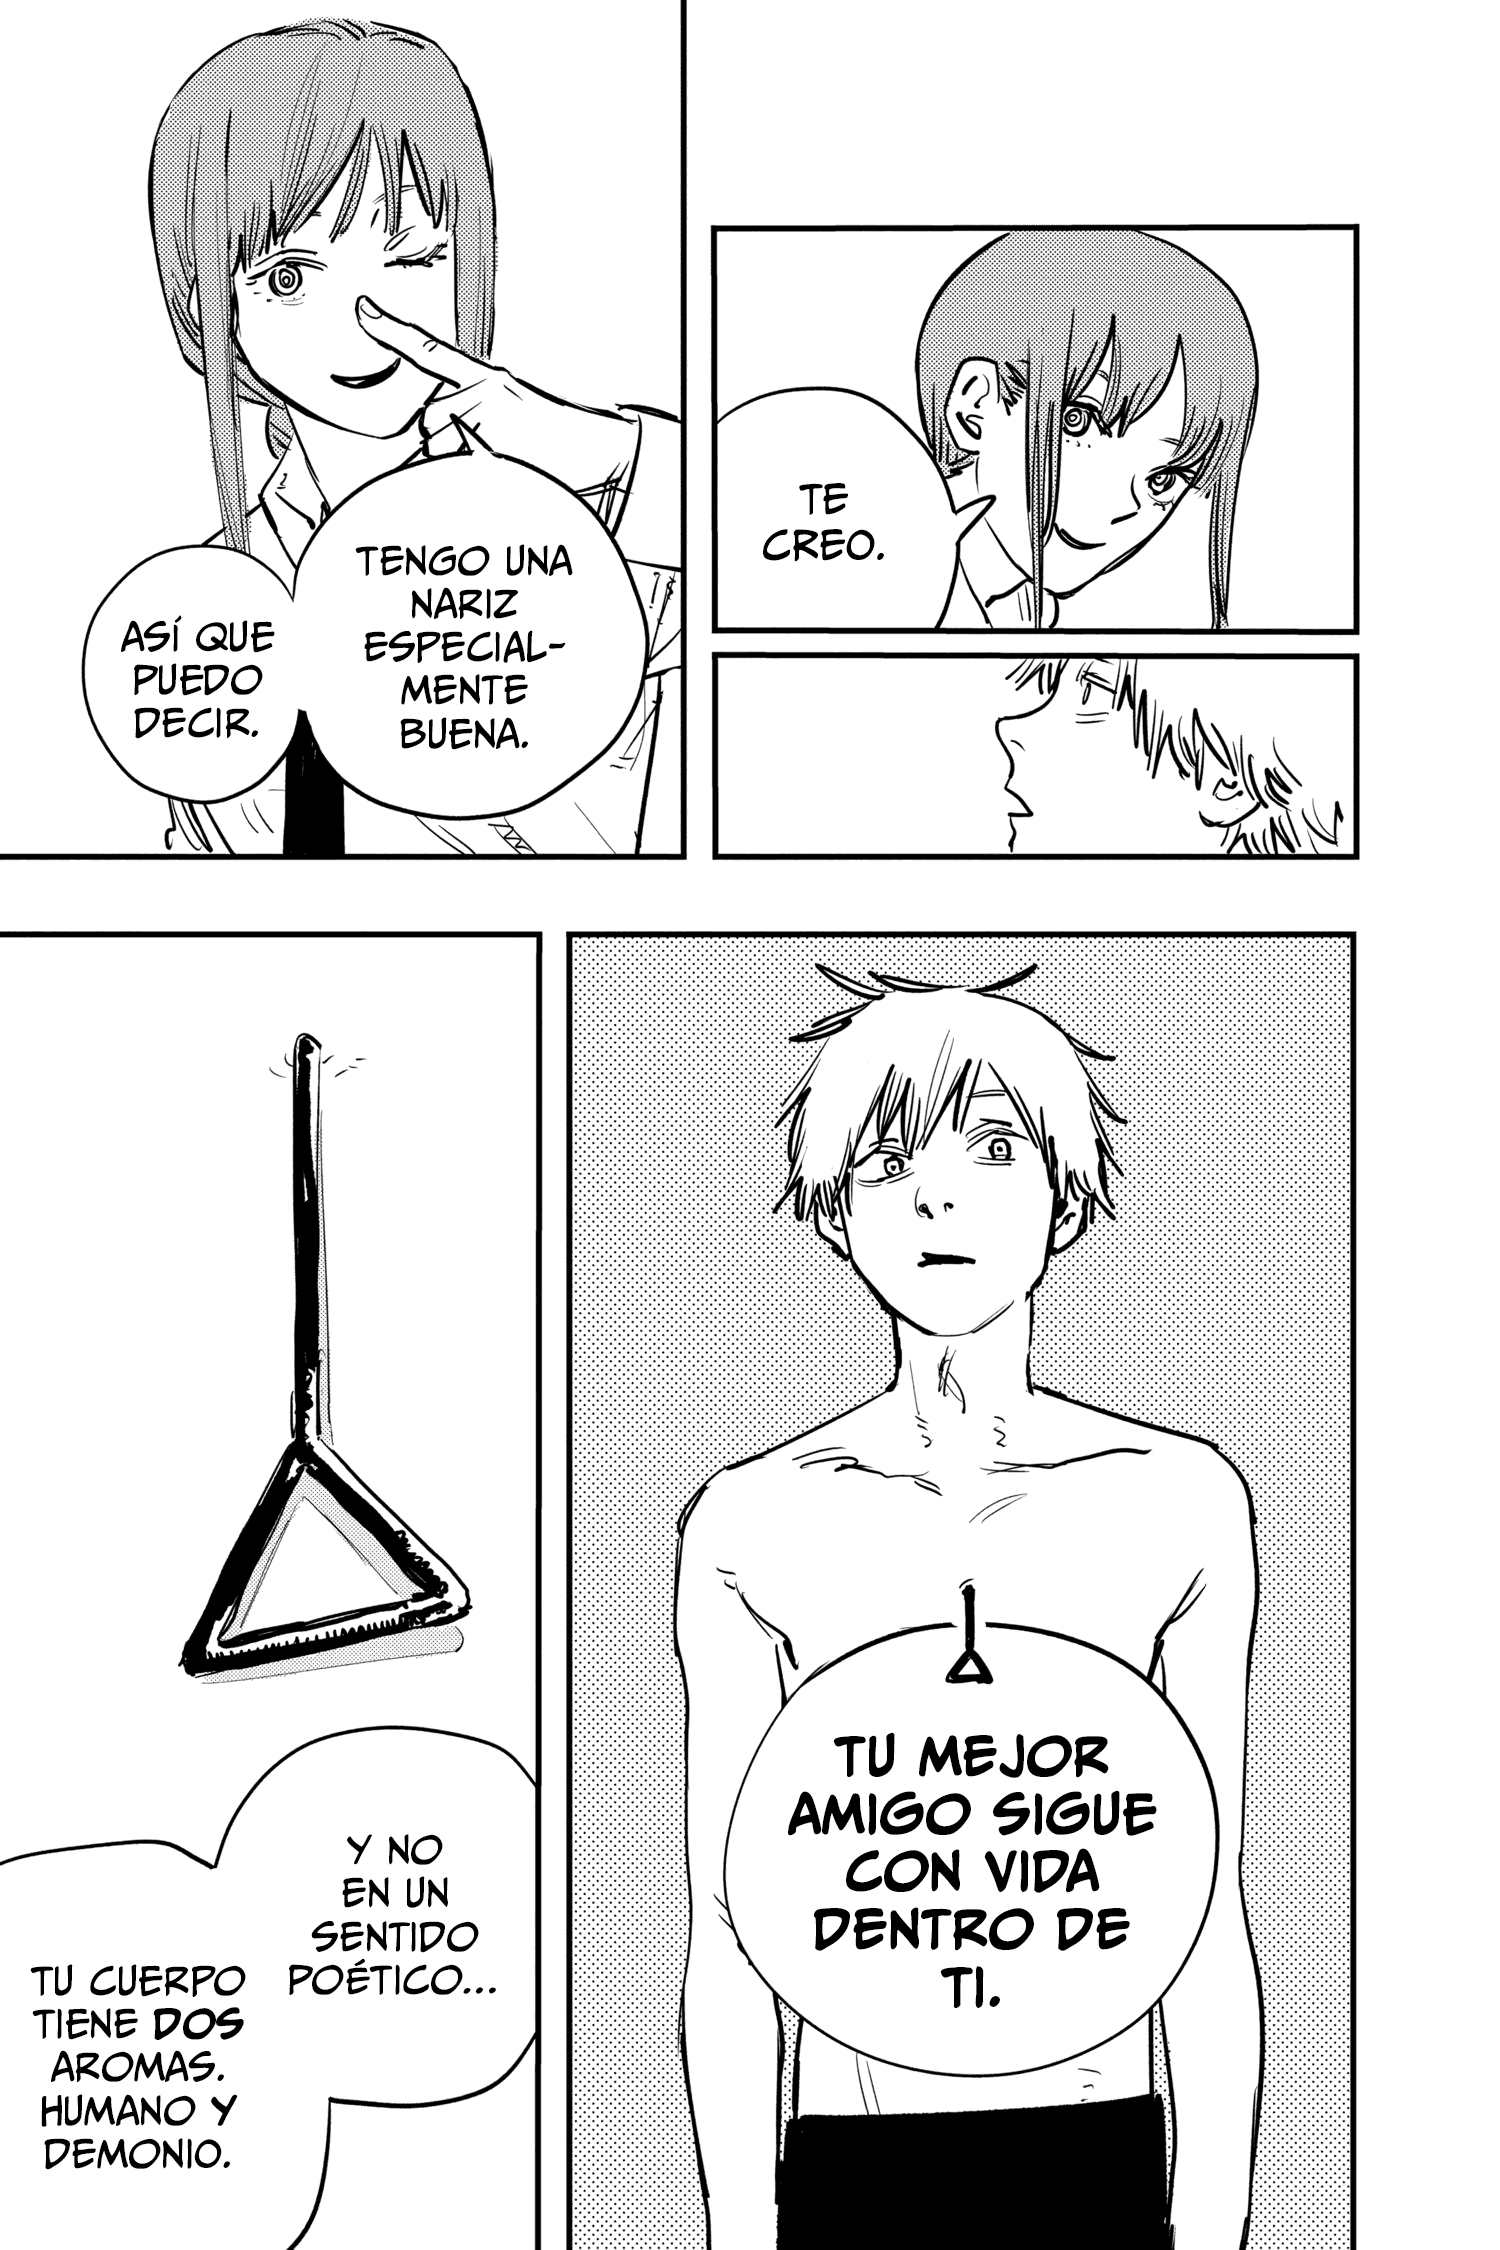 TE
CREO.
TENGO UNA
NARIZ
ESPECIAL-
MENTE
BUENA.
ASÍ QUE
PUEDO
DECIR.
TU MEJOR
AMIGO SIGUE
CON VIDA
DENTRO DE
TI.
Y NO
EN UN
SENTIDO
POÉTICO...
TU CUERPO
TIENE DOS
AROMAS.
HUMANO Y
DEMONIO.